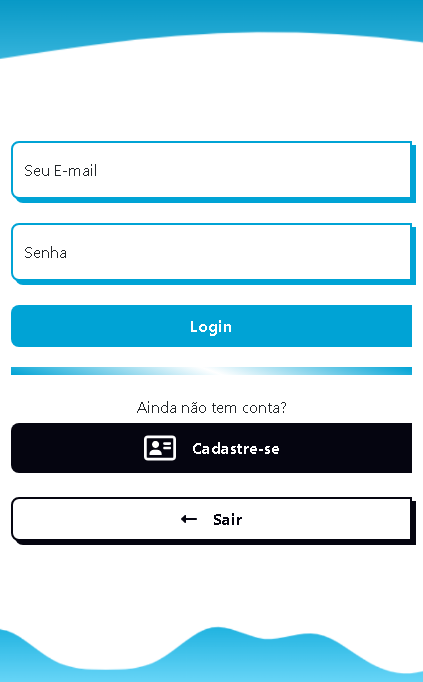 Seu E-mail
Senha
Login
Ainda não tem conta?
Cadastre-se
Sair